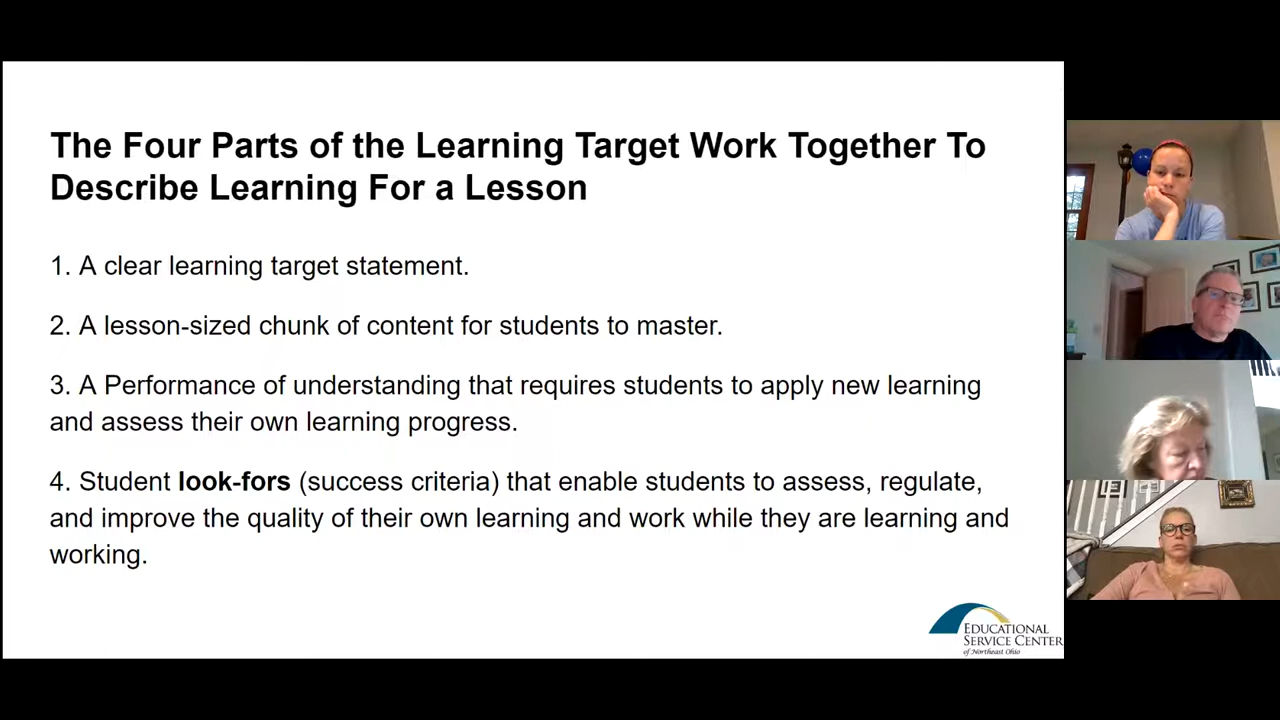 The Four Parts of the Learning Target Work Together To
Describe Learning For a Lesson
1. A clear learning target statement.
2. A lesson-sized chunk of content for students to master.
3. A Performance of understanding that requires students to apply new learning
and assess their own learning progress.
4. Student look-fors (success criteria) that enable students to assess, regulate,
and improve the quality of their own learning and work while they are learning and
working.
EDUCATIONAL
SERVICE CENTER
of Northeast Ohio